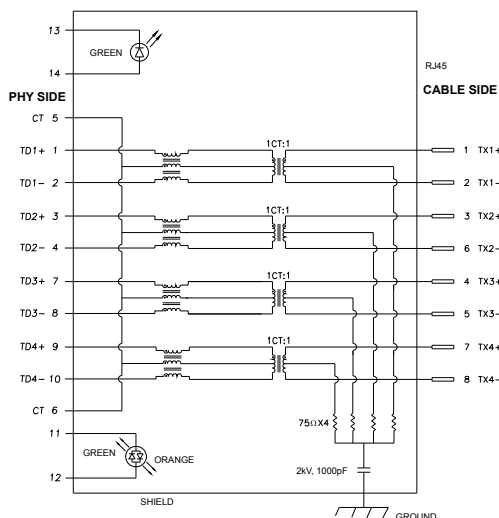 13
GREEN
14
RJ45
PHY SIDE
CABLE SIDE
CT 5
1CT:1
TD1+ 1
1 TX1+
TD1- 2
2 TX1-
1CT:1
TD2+ 3
3 TX2+
TD2- 4
6 TX2-
1CT:1
TD3+ 7
4 TX3+
TD3- 8
5 TX3-
1CT:1
TD4+ 9
7 TX4+
TD4- 10
8 TX4-
CT 6
75ΩX4
11
GREEN
ORANGE
12
2kV, 1000pF
SHIELD
GROUND